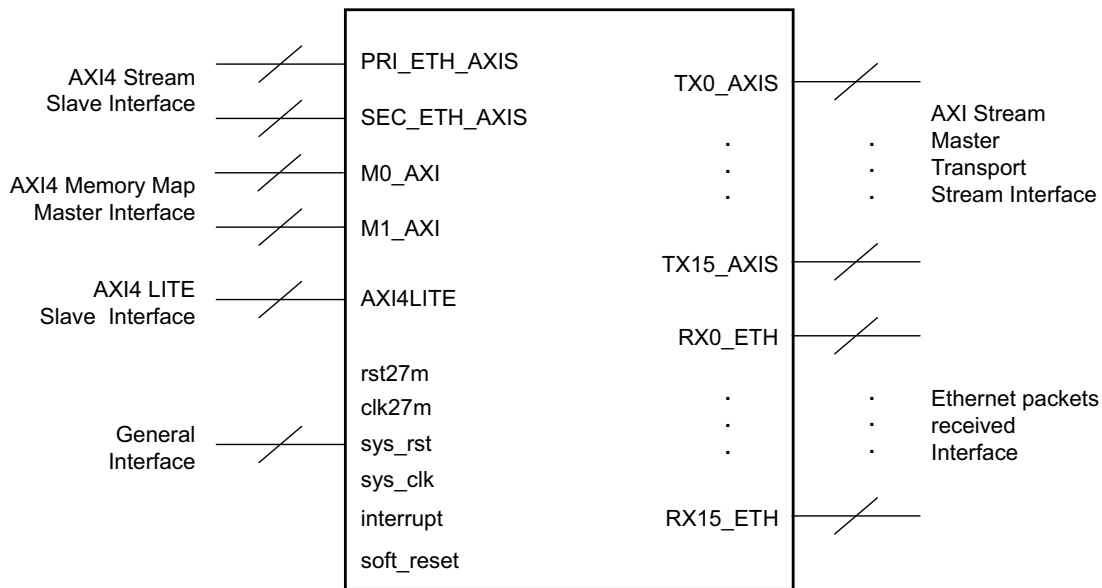 AXI4 Stream
Slave Interface
AXI4 Memory Map
Master Interface
AXI4 LITE
Slave Interface
General
Interface
PRI_ETH_AXIS
SEC_ETH_AXIS
M0_AXI
M1_AXI
AXI4LITE
rst27m
clk27m
sys_rst
sys_clk
interrupt
soft_reset
TX0_AXIS
TX15_AXIS
RX0_ETH
RX15_ETH
AXI Stream
Master
Transport
Stream Interface
Ethernet packets
received
Interface